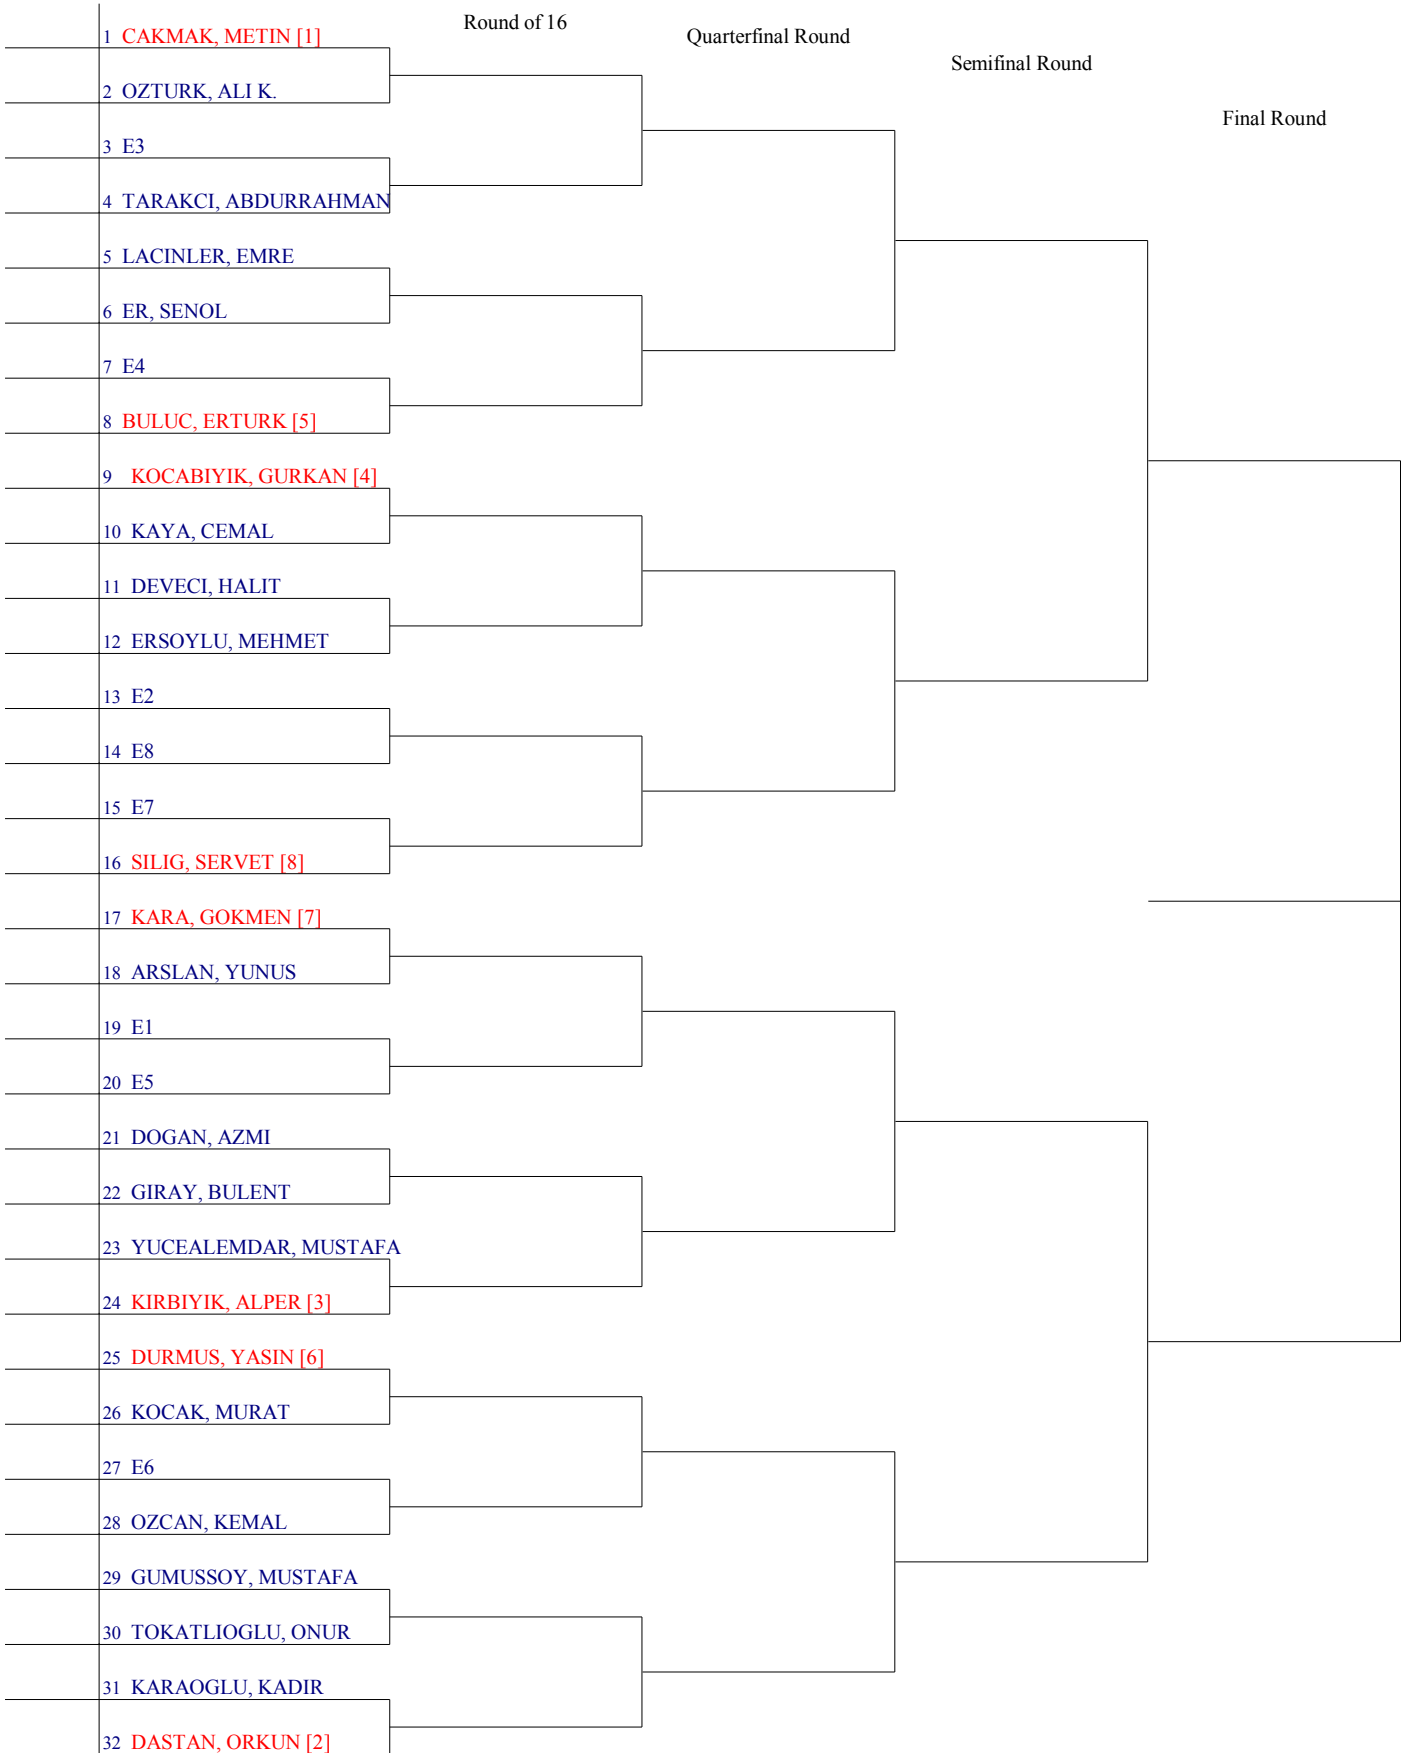 Round of 16
Quarterfinal Round
Semifinal Round
Final Round
1 CAKMAK, METIN [1]
2 OZTURK, ALI K.
3 E3
4 TARAKCI, ABDURRAHMAN
5 LACINLER, EMRE
6 ER, SENOL
7 E4
8 BULUC, ERTURK [5]
9 KOCABIYIK, GURKAN [4]
10 KAYA, CEMAL
11 DEVECI, HALIT
12 ERSOYLU, MEHMET
13 E2
14 E8
15 E7
16 SILIG, SERVET [8]
17 KARA, GOKMEN [7]
18 ARSLAN, YUNUS
19 E1
20 E5
21 DOGAN, AZMI
22 GIRAY, BULENT
23 YUCEALEMDAR, MUSTAFA
24 KIRBIYIK, ALPER [3]
25 DURMUS, YASIN [6]
26 KOCAK, MURAT
27 E6
28 OZCAN, KEMAL
29 GUMUSSOY, MUSTAFA
30 TOKATLIOGLU, ONUR
31 KARAOGLU, KADIR
32 DASTAN, ORKUN [2]